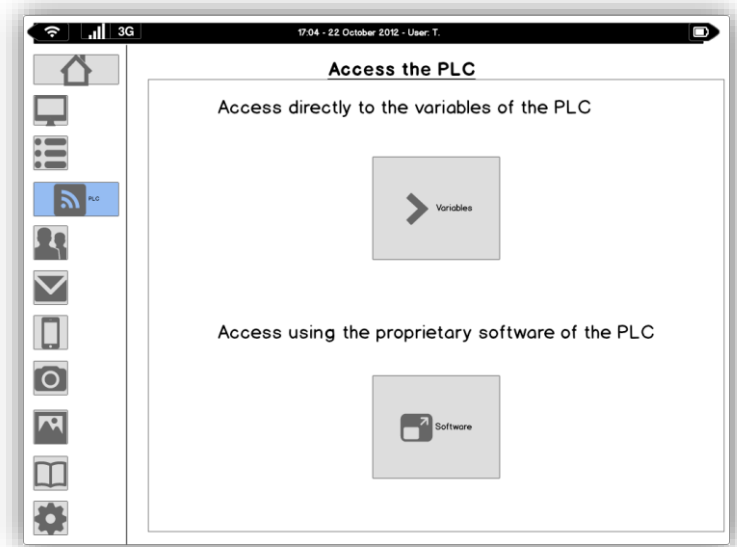 3G
17:04 - 22 October 2012 - User: T.
Access the PLC
Access directly to the variables of the PLC
PLC
Variables
Access using the proprietary software of the PLC
Software